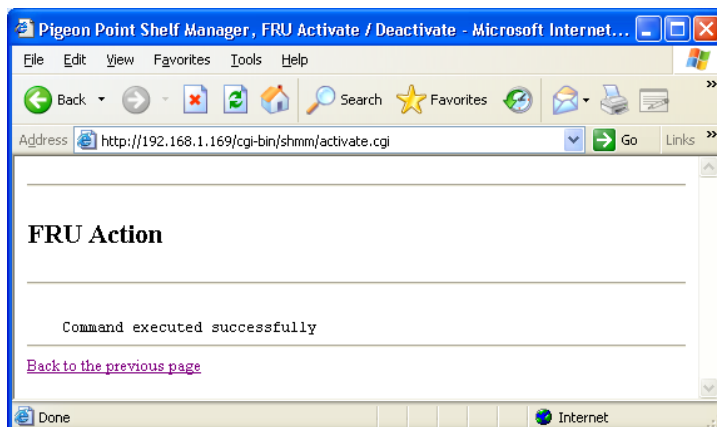 Pigeon Point Shelf Manager, FRU Activate / Deactivate - Microsoft Internet...
File Edit View Favorites Tools Help
Back Search Favorites »
Address http://192.168.1.169/cgi-bin/shmm/activate.cgi Go Links »
FRU Action
Command executed successfully
Back to the previous page
Done Internet